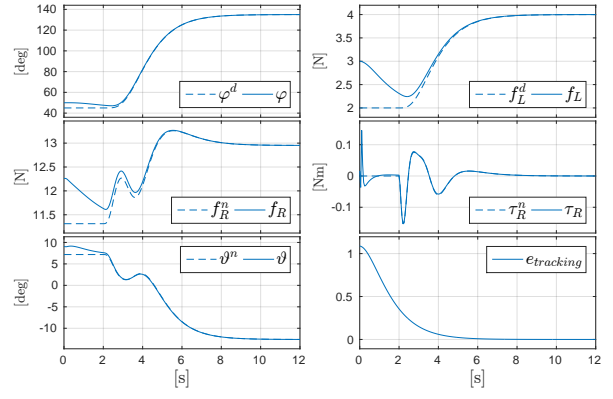 140
120
100
80
60
40
[deg]
φ^d φ
4
3.5
3
2.5
2
[N]
f_L^d f_L
13
12.5
12
11.5
[N]
f_R^n f_R
0.1
0
-0.1
[Nm]
τ_R^n τ_R
10
5
0
-5
-10
[deg]
ϑ^n ϑ
0 2 4 6 8 10 12
[s]
1
0.5
0
e_{tracking}
0 2 4 6 8 10 12
[s]